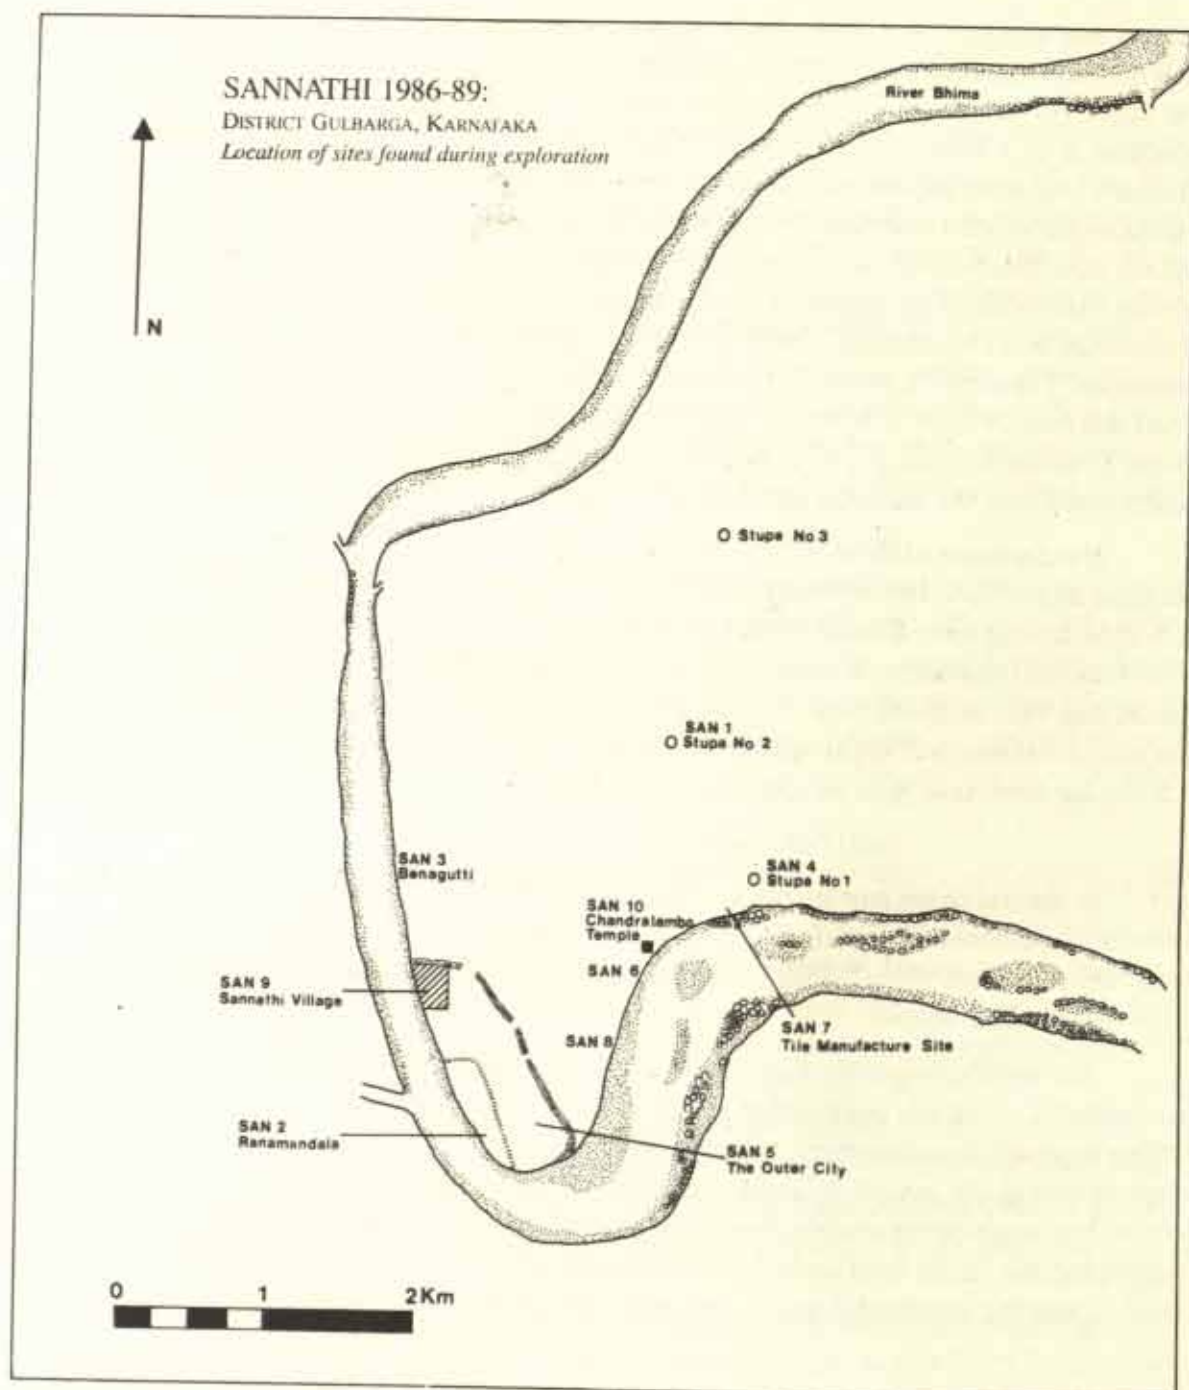 SANNATHI 1986-89:
DISTRICT GULBARGA, KARNATAKA
Location of sites found during exploration
River Bhima
N
Stupa No 3
SAN 1
Stupa No 2
SAN 3
Benagutti
SAN 4
Stupa No 1
SAN 10
Chandralamba
Temple
SAN 6
SAN 9
Sannathi Village
SAN 8
SAN 7
Tile Manufacture Site
SAN 2
Ranamandala
SAN 5
The Outer City
0 1 2Km